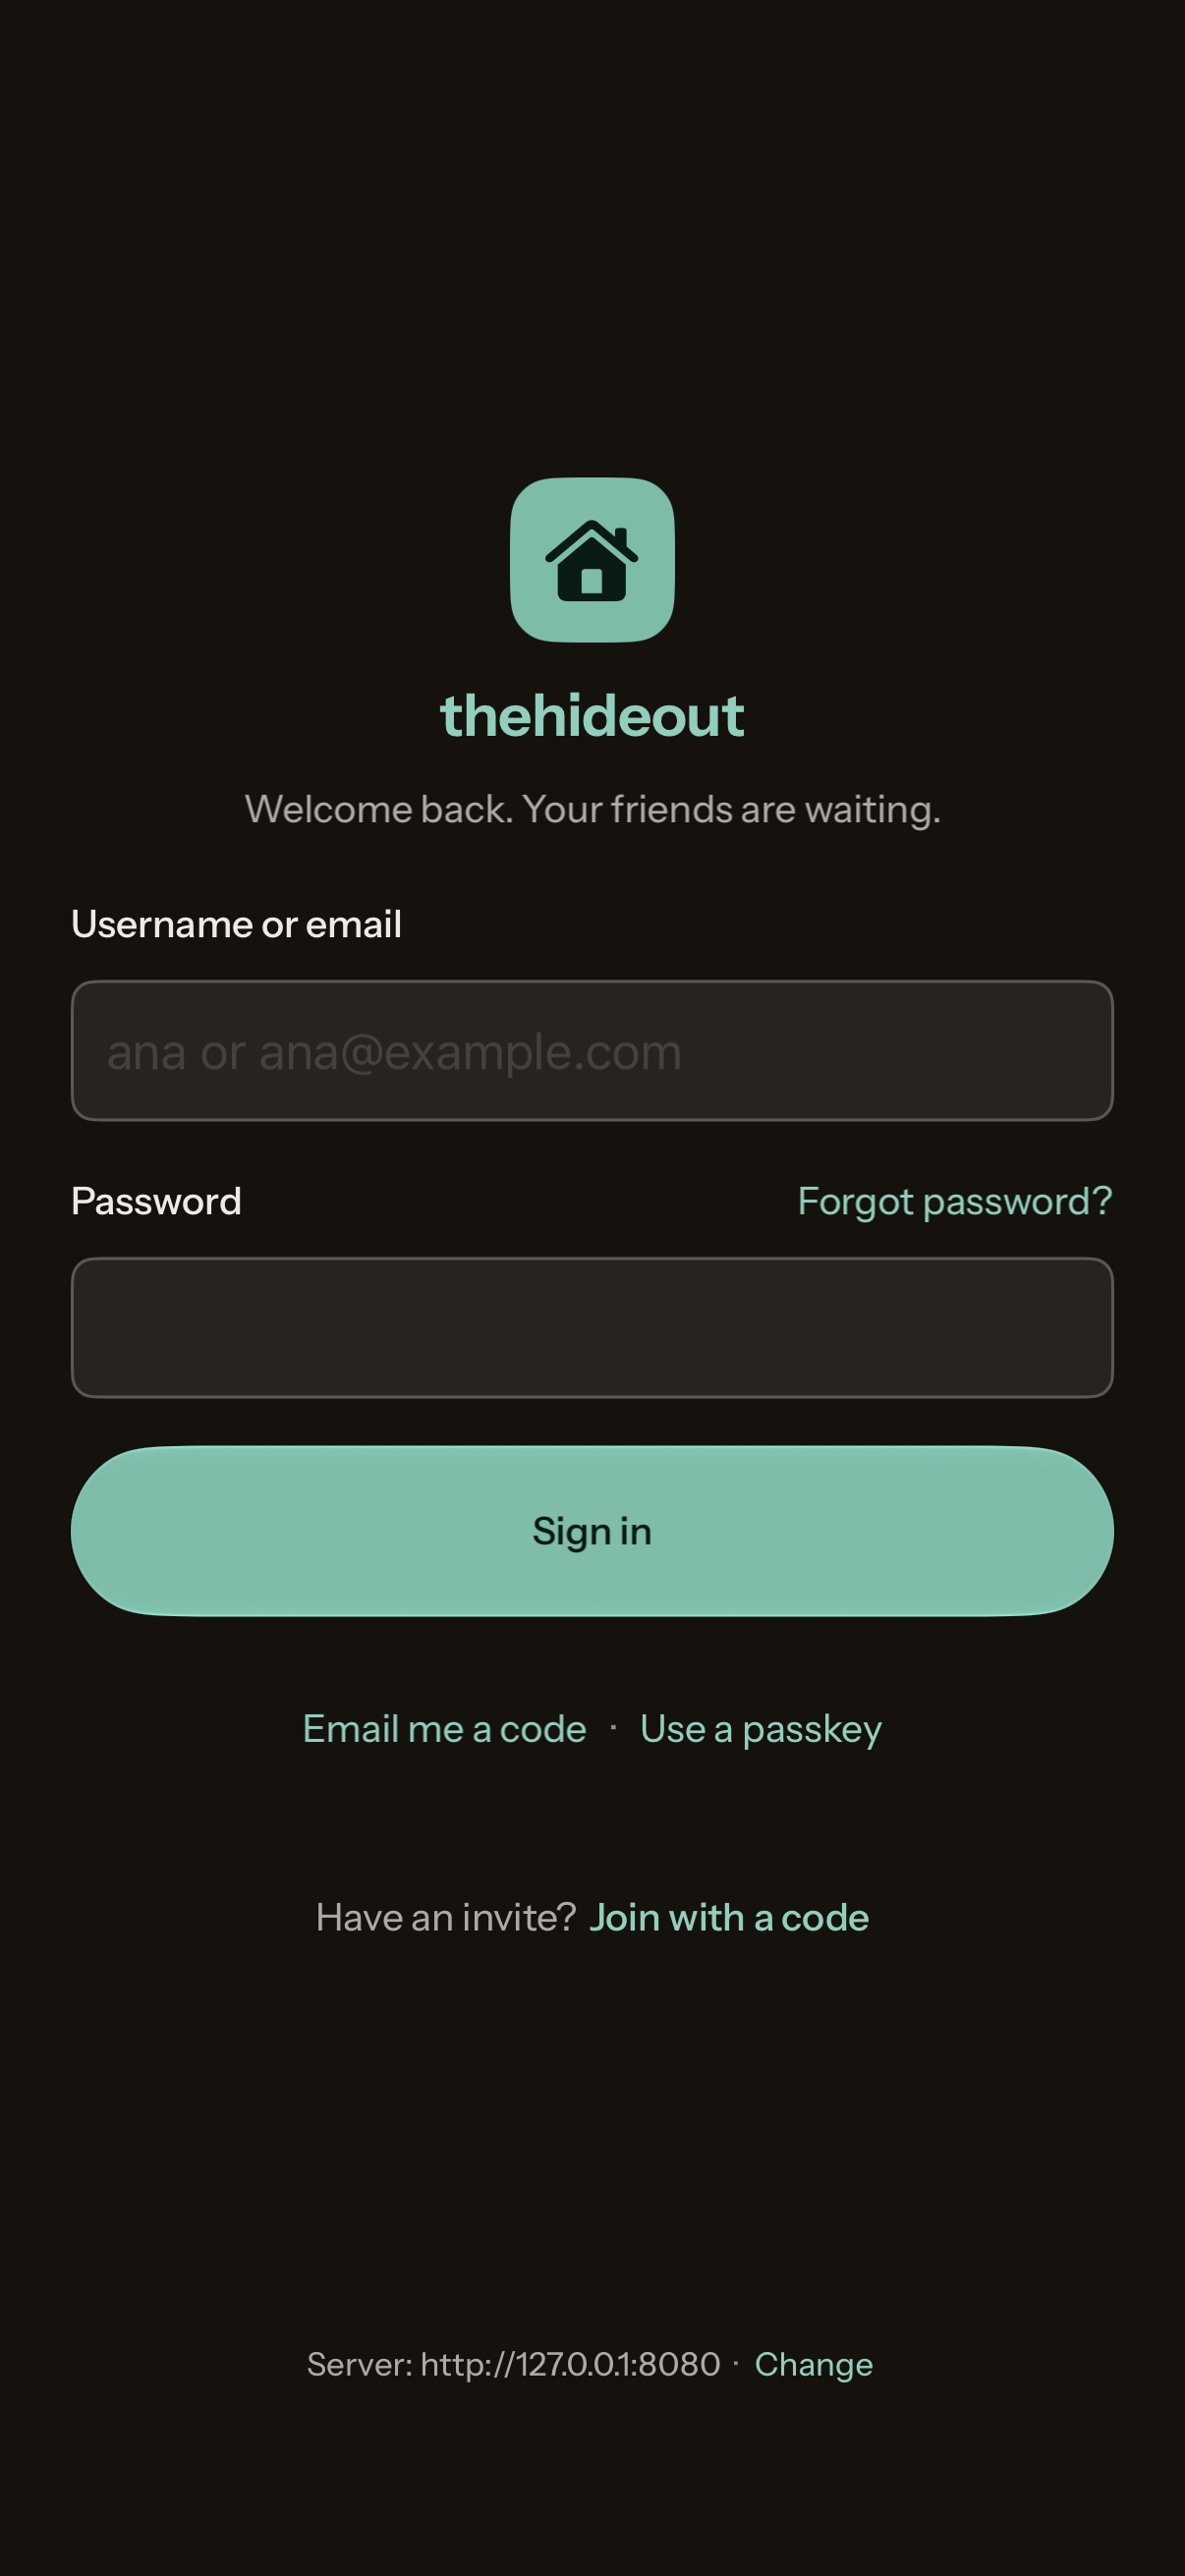 thehideout
Welcome back. Your friends are waiting.
Username or email
ana or ana@example.com
Password Forgot password?
Sign in
Email me a code · Use a passkey
Have an invite? Join with a code
Server: http://127.0.0.1:8080 · Change